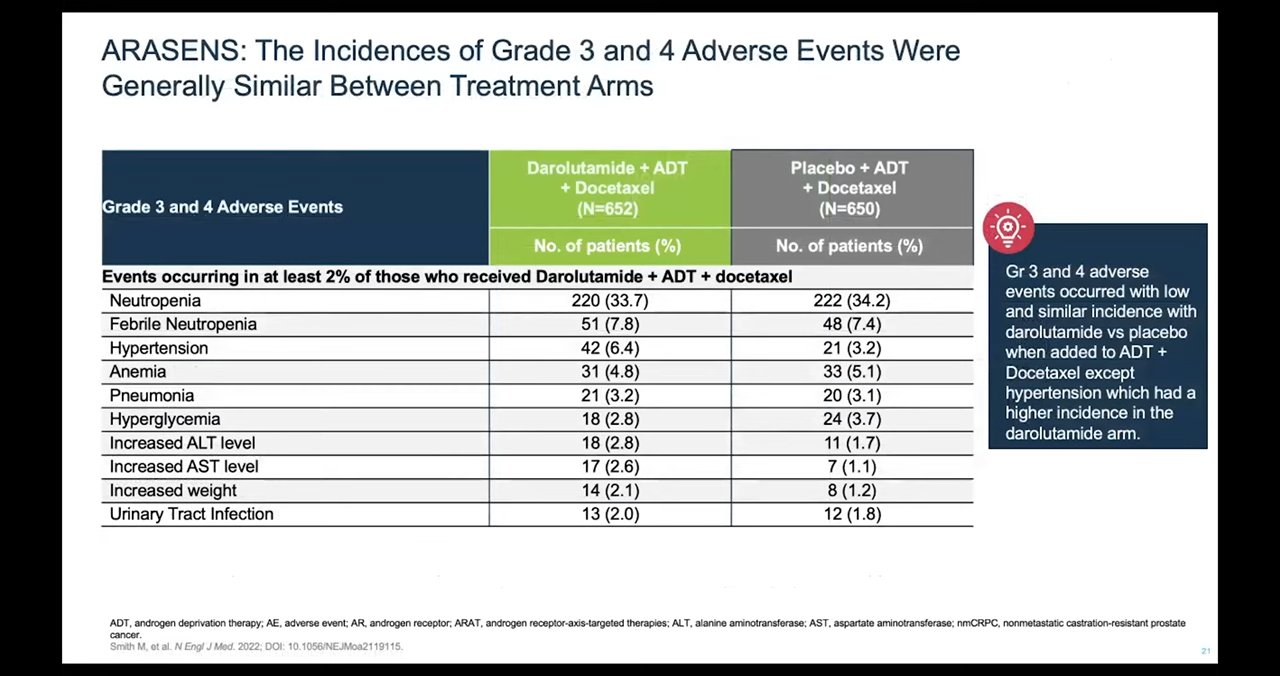 ARASENS: The Incidences of Grade 3 and 4 Adverse Events Were
Generally Similar Between Treatment Arms
Grade 3 and 4 Adverse Events
Darolutamide + ADT
+ Docetaxel
(N=652)
Placebo + ADT
+ Docetaxel
(N=650)
No. of patients (%)
No. of patients (%)
Events occurring in at least 2% of those who received Darolutamide + ADT + docetaxel
Neutropenia 220 (33.7) 222 (34.2)
Febrile Neutropenia 51 (7.8) 48 (7.4)
Hypertension 42 (6.4) 21 (3.2)
Anemia 31 (4.8) 33 (5.1)
Pneumonia 21 (3.2) 20 (3.1)
Hyperglycemia 18 (2.8) 24 (3.7)
Increased ALT level 18 (2.8) 11 (1.7)
Increased AST level 17 (2.6) 7 (1.1)
Increased weight 14 (2.1) 8 (1.2)
Urinary Tract Infection 13 (2.0) 12 (1.8)
Gr 3 and 4 adverse
events occurred with low
and similar incidence with
darolutamide vs placebo
when added to ADT +
Docetaxel except
hypertension which had a
higher incidence in the
darolutamide arm.
ADT, androgen deprivation therapy; AE, adverse event; AR, androgen receptor; ARAT, androgen receptor-axis-targeted therapies; ALT, alanine aminotransferase; AST, aspartate aminotransferase; nmCRPC, nonmetastatic castration-resistant prostate
cancer.
Smith M, et al. N Engl J Med. 2022; DOI: 10.1056/NEJMoa2119115.
21